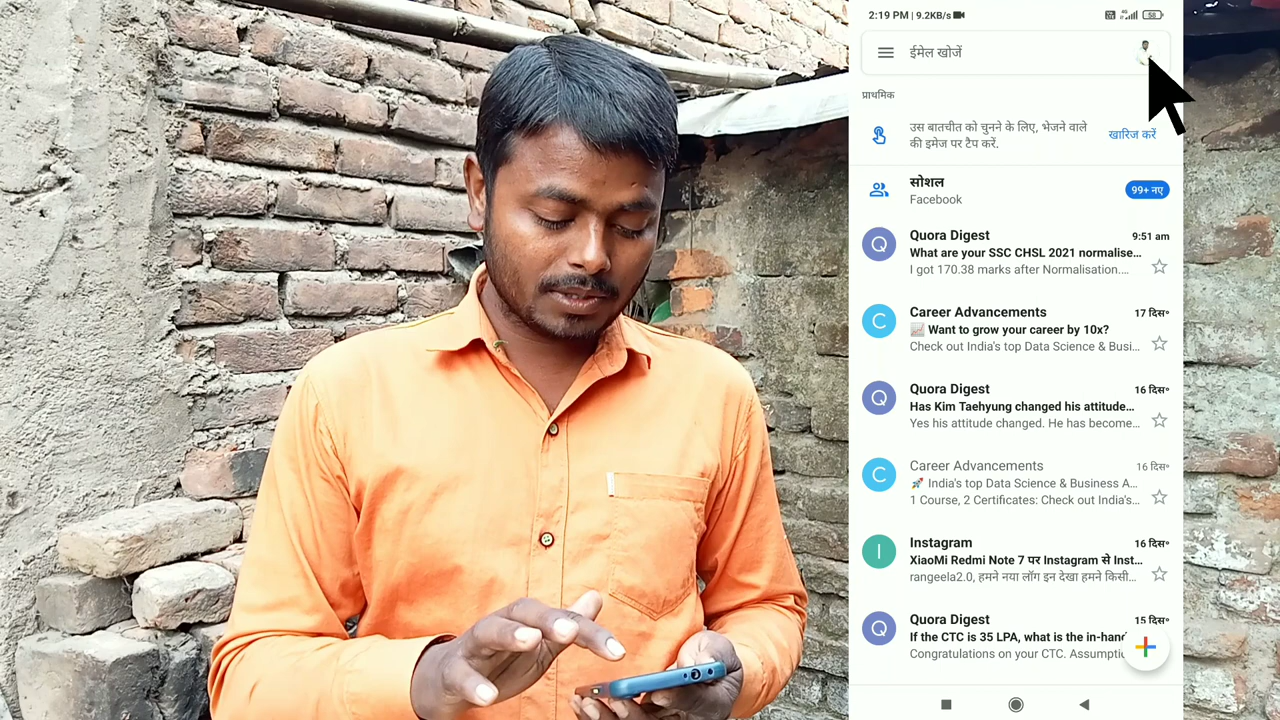 2:19 PM | 9.2KB/s
4G
58
ईमेल खोजें
प्राथमिक
उस बातचीत को चुनने के लिए, भेजने वाले
की इमेज पर टैप करें.
खारिज करें
सोशल
Facebook
99+ नए
Q
Quora Digest
9:51 am
What are your SSC CHSL 2021 normalise…
I got 170.38 marks after Normalisation.…
C
Career Advancements
17 दिस॰
📈 Want to grow your career by 10x?
Check out India's top Data Science & Busi…
Q
Quora Digest
16 दिस॰
Has Kim Taehyung changed his attitude…
Yes his attitude changed. He has become…
C
Career Advancements
16 दिस॰
🚀 India's top Data Science & Business A…
1 Course, 2 Certificates: Check out India's…
I
Instagram
16 दिस॰
XiaoMi Redmi Note 7 पर Instagram से Inst…
rangeela2.0, हमने नया लॉग इन देखा हमने किसी…
Q
Quora Digest
15 दिस॰
If the CTC is 35 LPA, what is the in-hand
Congratulations on your CTC.